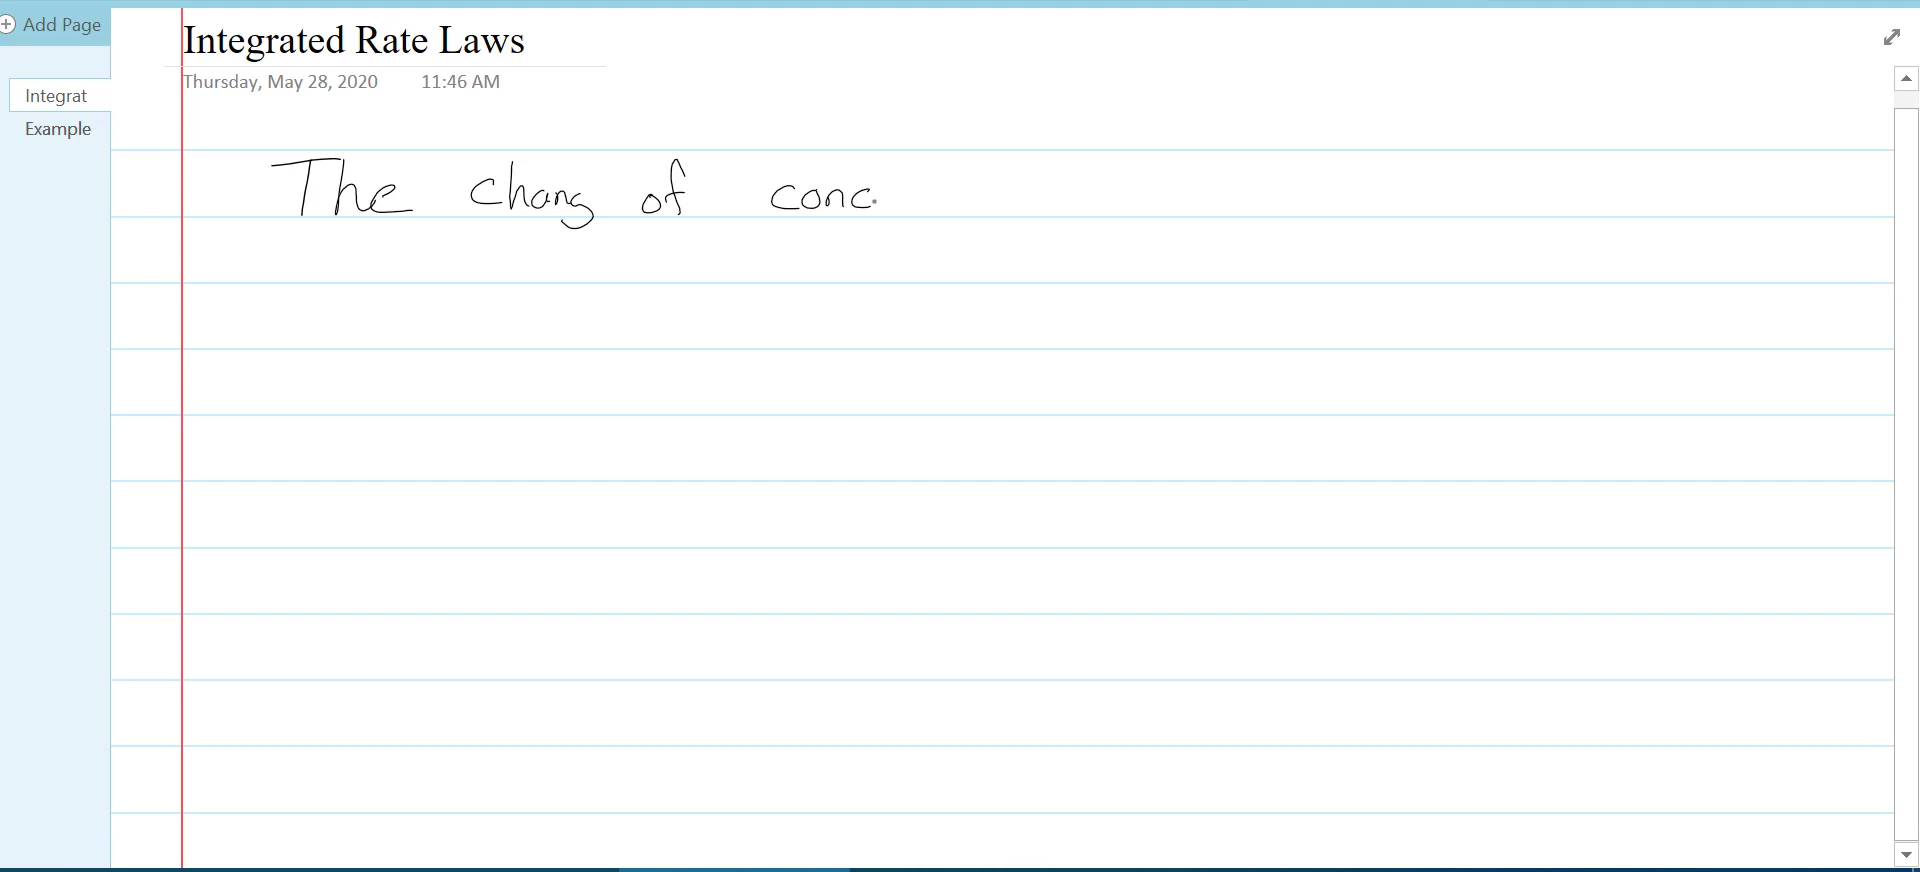 Add Page
Integrated Rate Laws
Thursday, May 28, 2020 11:46 AM
Integrat
Example
The chang of conc.